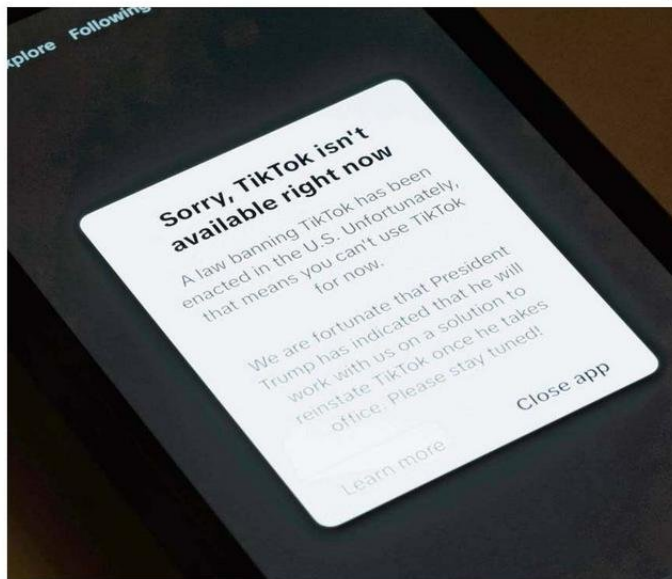 xplore Following
Sorry, TikTok isn't
available right now
A law banning TikTok has been
enacted in the U.S. Unfortunately,
that means you can't use TikTok
for now.
We are fortunate that President
Trump has indicated that he will
work with us on a solution to
reinstate TikTok once he takes
office. Please stay tuned!
Learn more
Close app